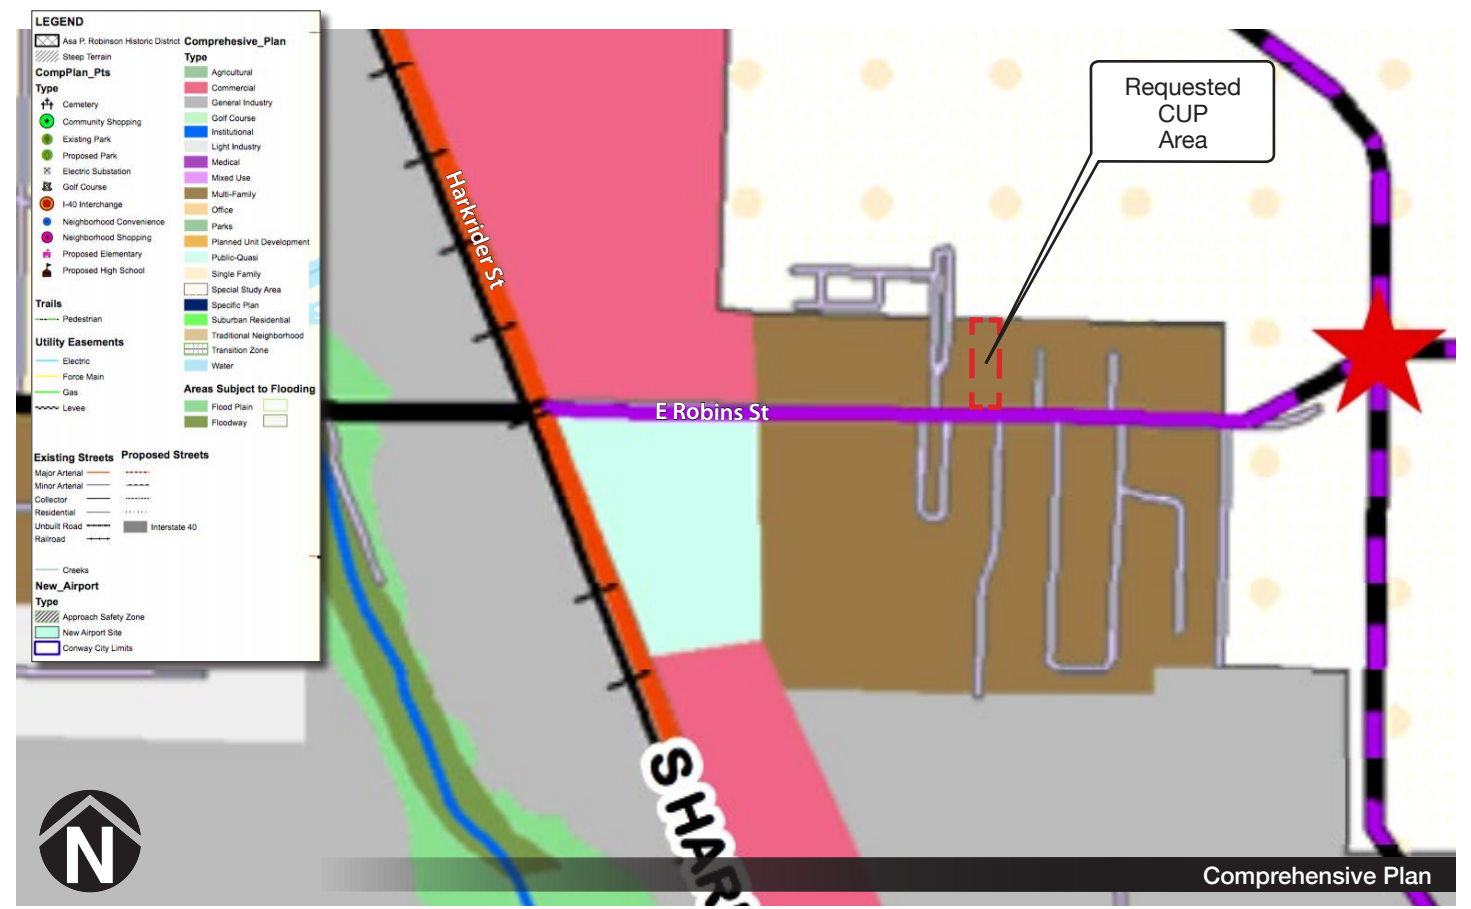 LEGEND
Asa P. Robinson Historic District
Steep Terrain
CompPlan_Pts
Type
Cemetery
Community Shopping
Existing Park
Proposed Park
Electric Substation
Golf Course
I-40 Interchange
Neighborhood Convenience
Neighborhood Shopping
Proposed Elementary
Proposed High School
Trails
Pedestrian
Utility Easements
Electric
Force Main
Gas
Levee
Comprehesive_Plan
Type
Agricultural
Commercial
General Industry
Golf Course
Institutional
Light Industry
Medical
Mixed Use
Multi-Family
Office
Parks
Planned Unit Development
Public-Quasi
Single Family
Special Study Area
Specific Plan
Suburban Residential
Traditional Neighborhood
Transition Zone
Water
Areas Subject to Flooding
Flood Plain
Floodway
Existing Streets
Proposed Streets
Major Arterial
Minor Arterial
Collector
Residential
Unbuilt Road
Interstate 40
Railroad
Creeks
New_Airport
Type
Approach Safety Zone
New Airport Site
Conway City Limits
Harkrider St
Requested
CUP
Area
E Robins St
S HARK
N
Comprehensive Plan